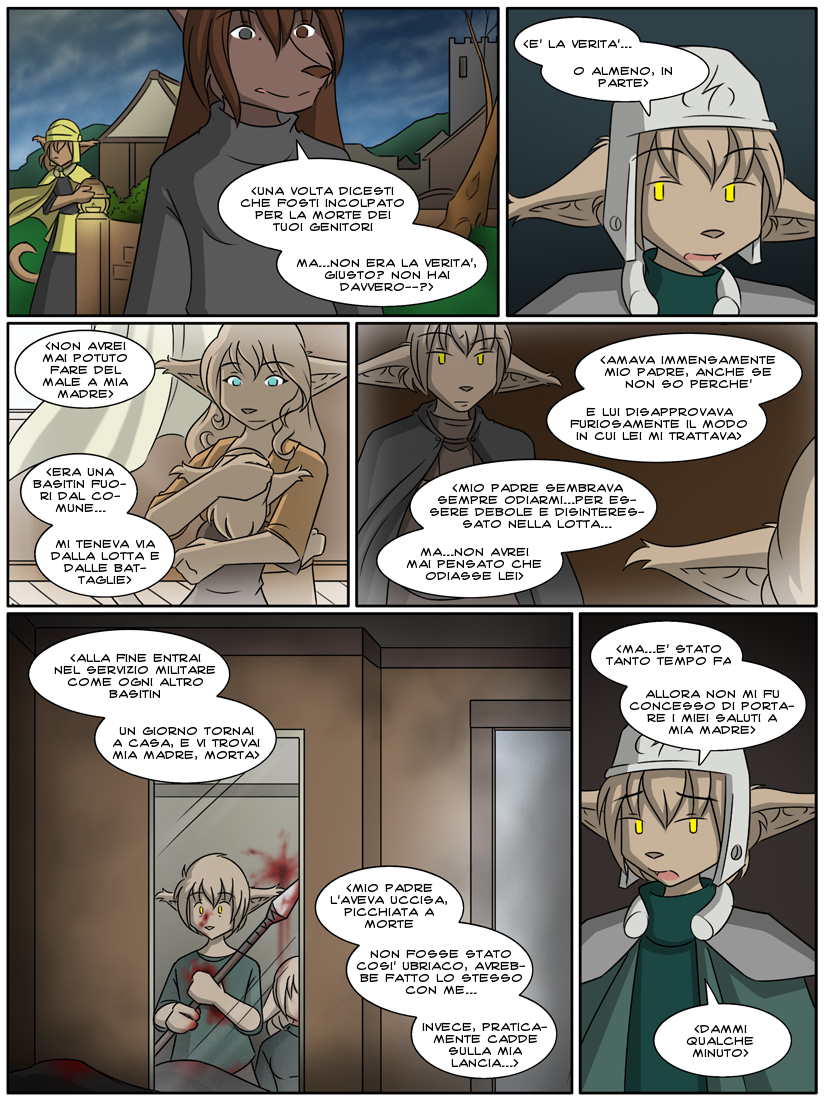 <UNA VOLTA DICESTI
CHE FOSTI INCOLPATO
PER LA MORTE DEI
TUOI GENITORI
MA...NON ERA LA VERITA',
GIUSTO? NON HAI
DAVVERO--?>
<E' LA VERITA'...
O ALMENO, IN
PARTE>
<NON AVREI
MAI POTUTO
FARE DEL
MALE A MIA
MADRE>
<ERA UNA
BASITIN FUO-
RI DAL CO-
MUNE...
MI TENEVA VIA
DALLA LOTTA E
DALLE BAT-
TAGLIE>
<AMAVA IMMENSAMENTE
MIO PADRE, ANCHE SE
NON SO PERCHE'
E LUI DISAPPROVAVA
FURIOSAMENTE IL MODO
IN CUI LEI MI TRATTAVA>
<MIO PADRE SEMBRAVA
SEMPRE ODIARMI...PER ES-
SERE DEBOLE E DISINTERES-
SATO NELLA LOTTA...
MA...NON AVREI
MAI PENSATO CHE
ODIASSE LEI>
<ALLA FINE ENTRAI
NEL SERVIZIO MILITARE
COME OGNI ALTRO
BASITIN
UN GIORNO TORNAI
A CASA, E VI TROVAI
MIA MADRE, MORTA>
<MIO PADRE
L'AVEVA UCCISA,
PICCHIATA A
MORTE
NON FOSSE STATO
COSI' UBRIACO, AVREB-
BE FATTO LO STESSO
CON ME...
INVECE, PRATICA-
MENTE CADDE
SULLA MIA
LANCIA...>
<MA...E' STATO
TANTO TEMPO FA
ALLORA NON MI FU
CONCESSO DI PORTA-
RE I MIEI SALUTI A
MIA MADRE>
<DAMMI
QUALCHE
MINUTO>